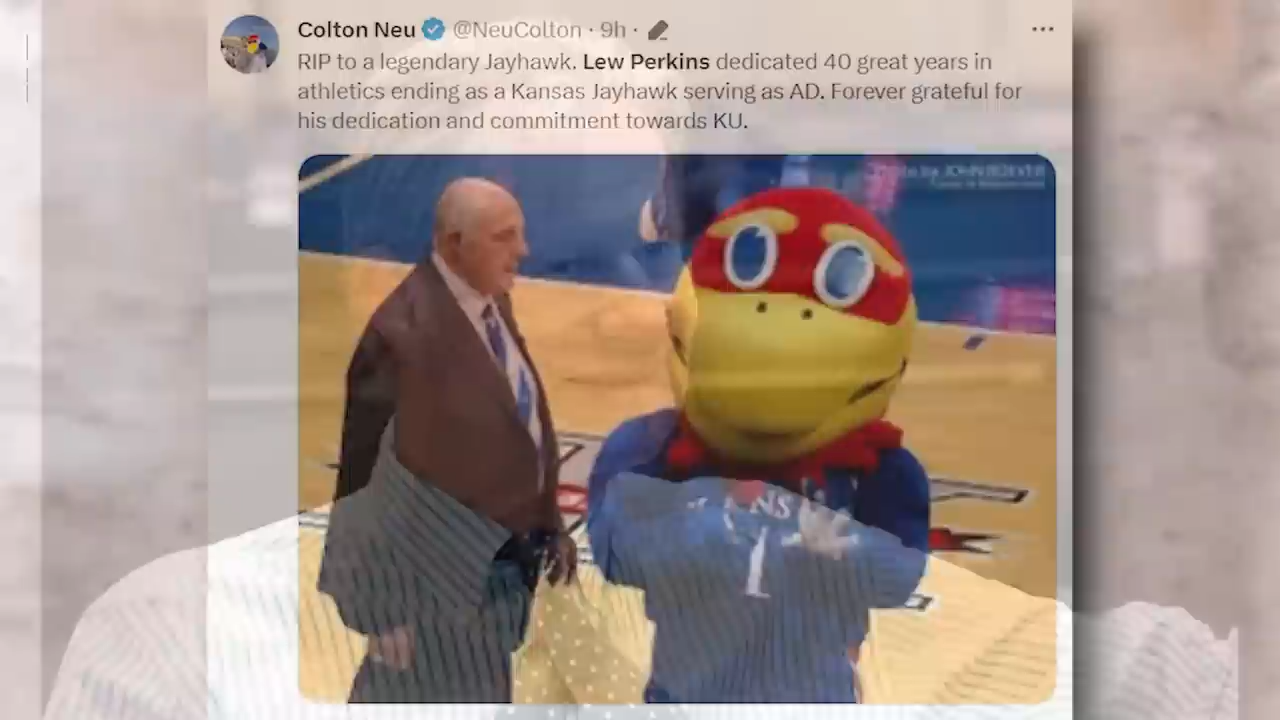 Colton Neu @NeuColton · 9h ·
RIP to a legendary Jayhawk. Lew Perkins dedicated 40 great years in
athletics ending as a Kansas Jayhawk serving as AD. Forever grateful for
his dedication and commitment towards KU.
1